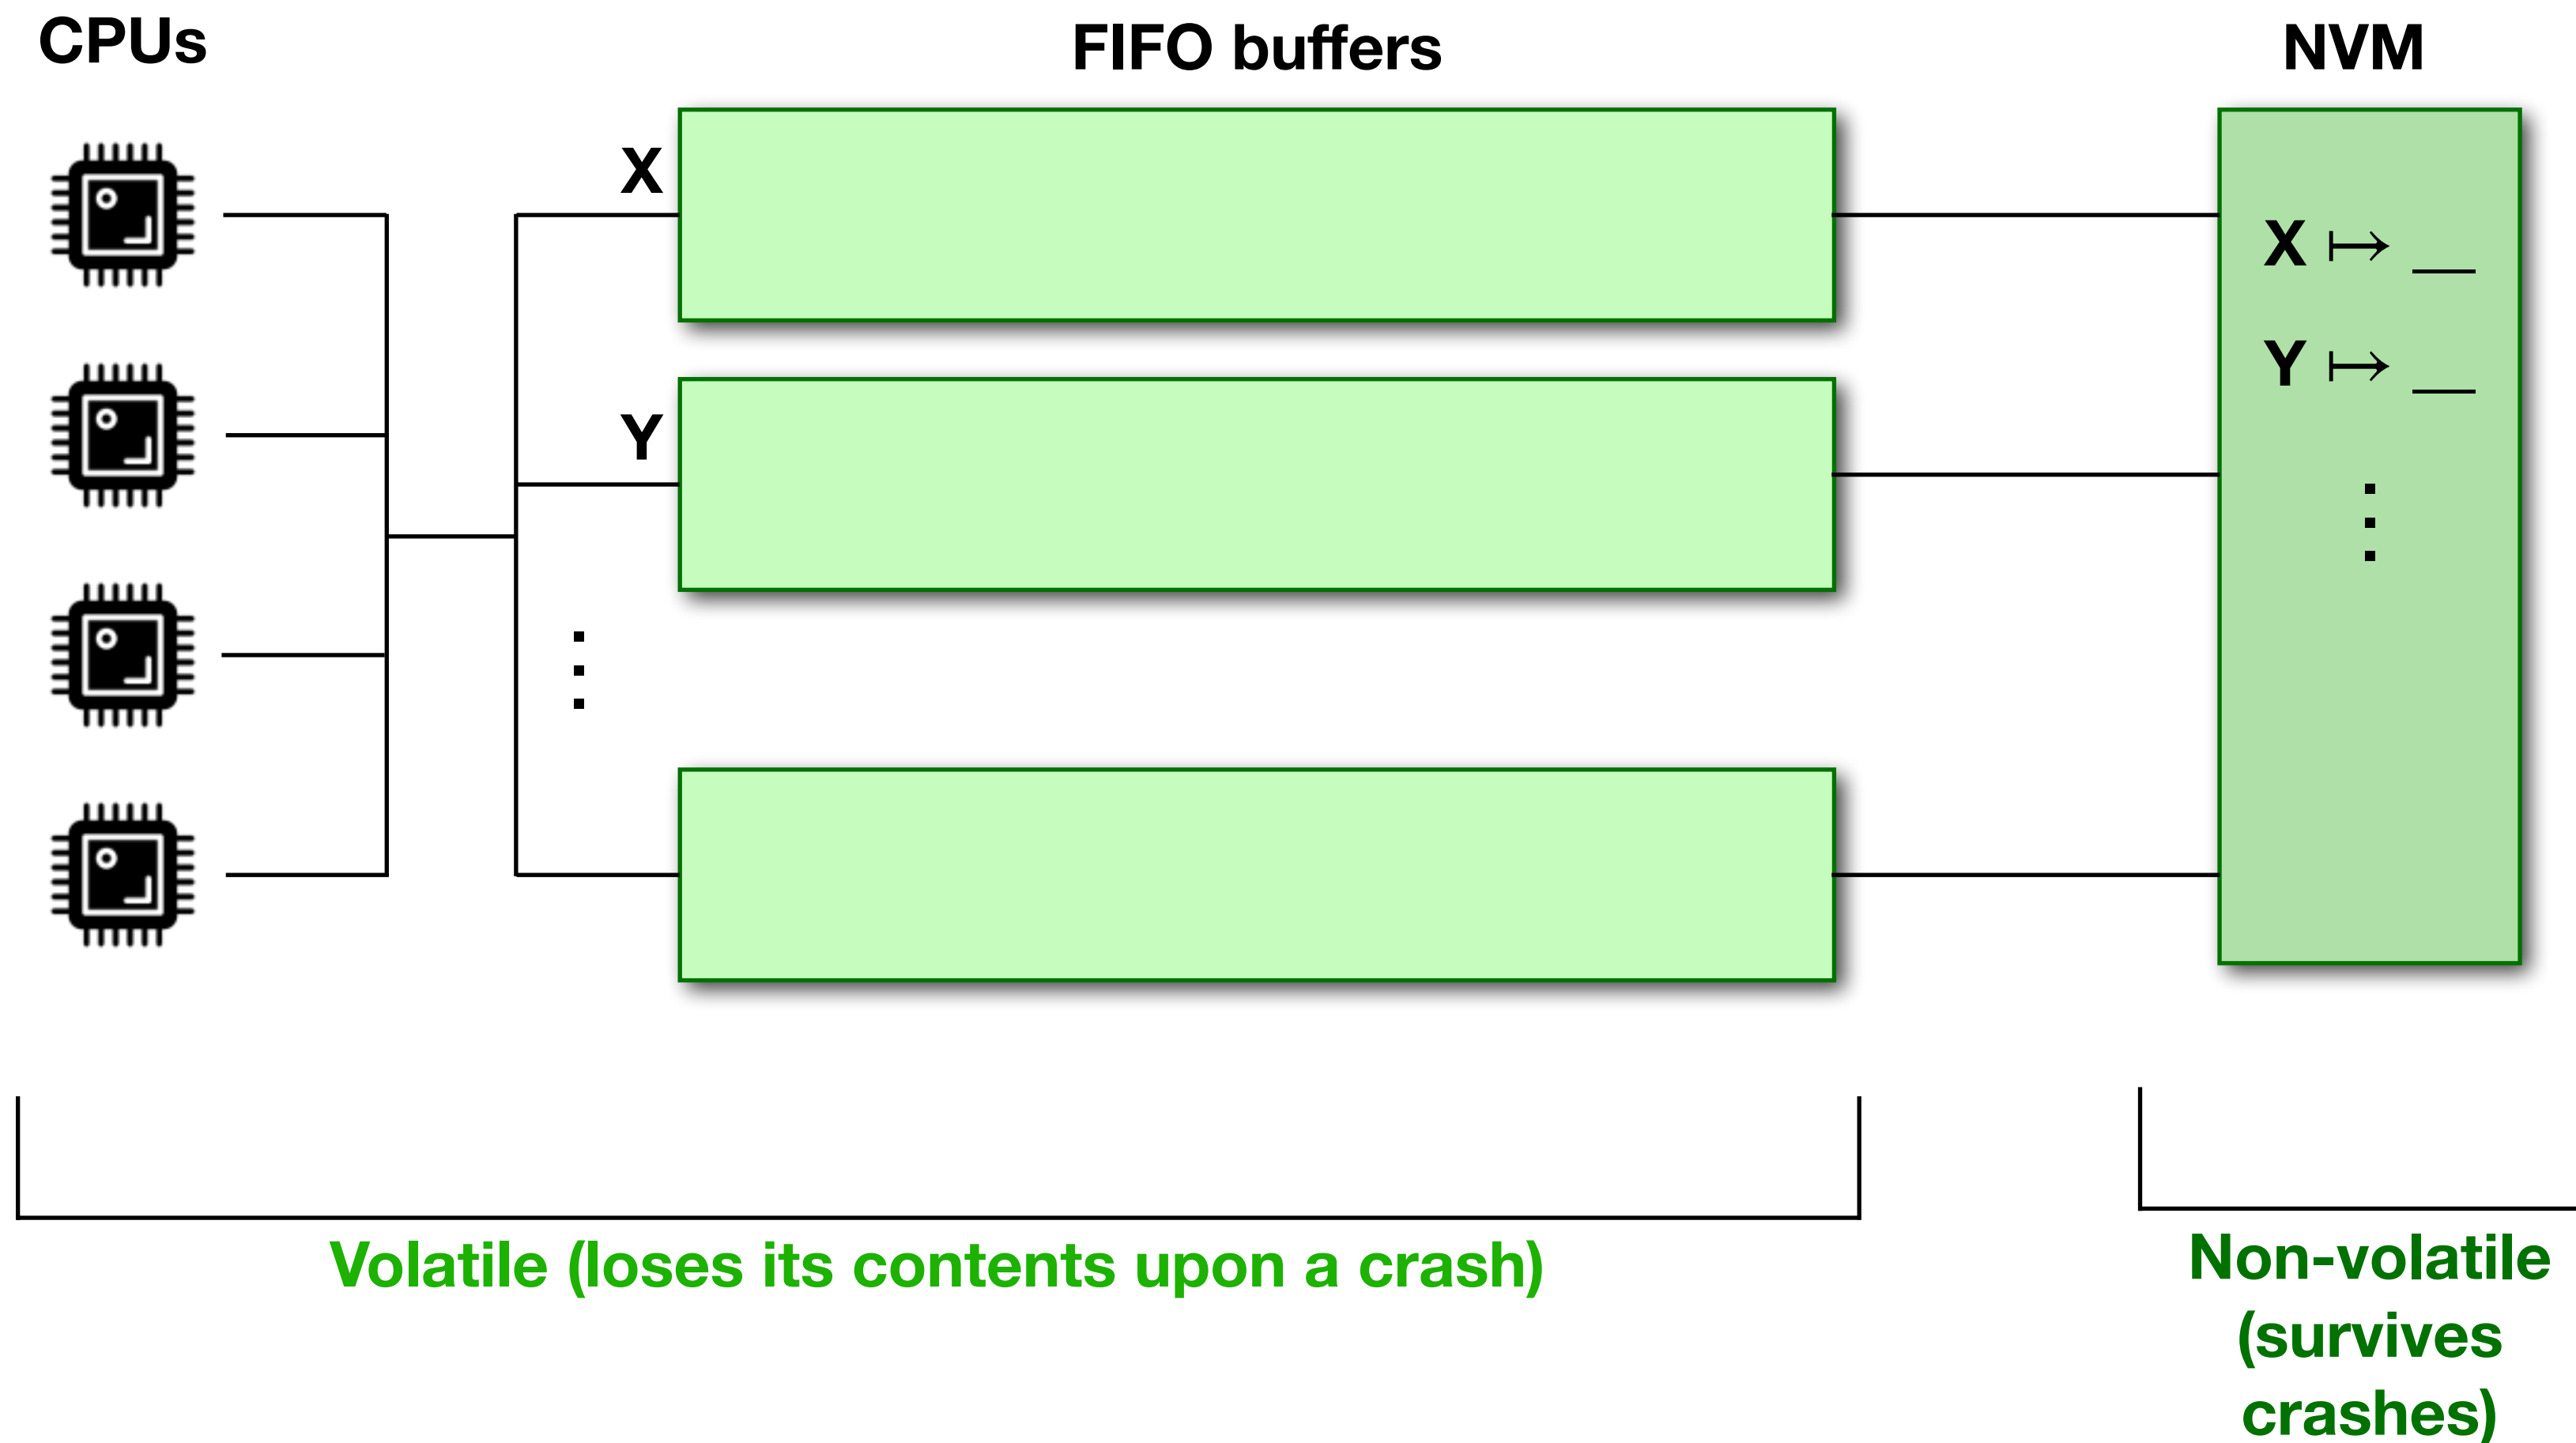 CPUs
FIFO buffers
NVM
X
X ↦ __
Y ↦ __
Y
⋮
⋮
Volatile (loses its contents upon a crash)
Non-volatile
(survives
crashes)